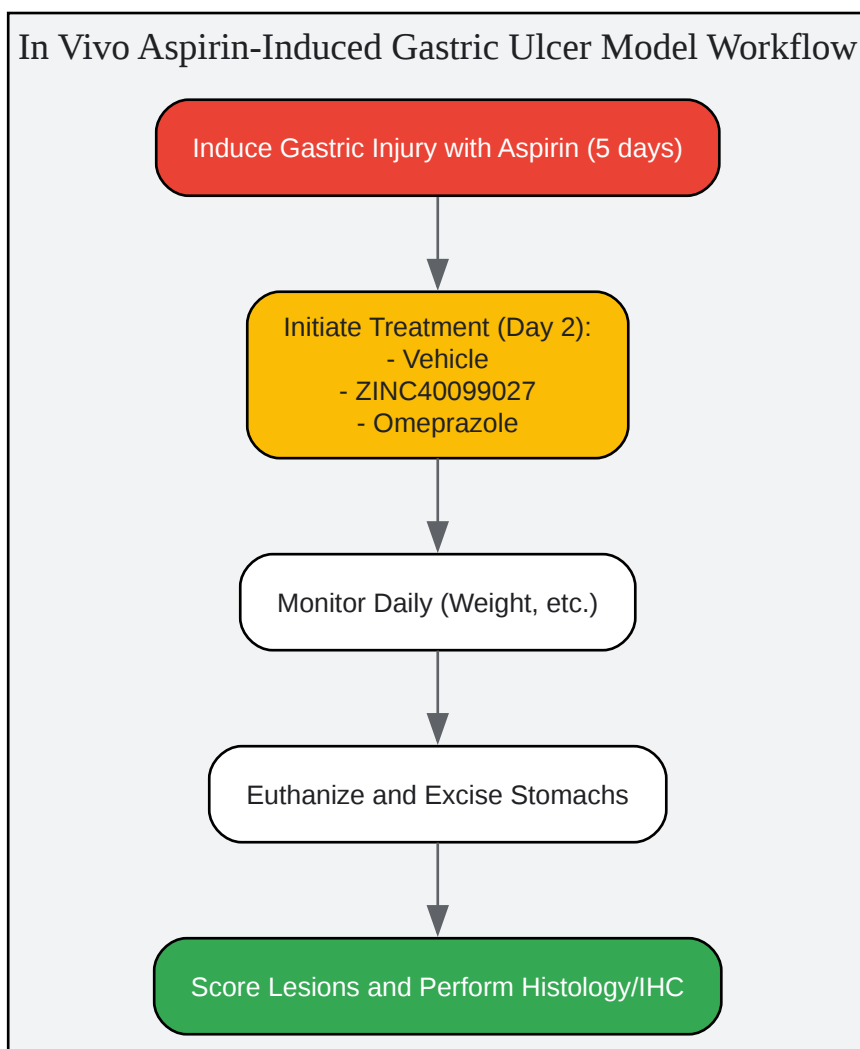 In Vivo Aspirin-Induced Gastric Ulcer Model Workflow
Induce Gastric Injury with Aspirin (5 days)
Initiate Treatment (Day 2):
- Vehicle
- ZINC40099027
- Omeprazole
Monitor Daily (Weight, etc.)
Euthanize and Excise Stomachs
Score Lesions and Perform Histology/IHC